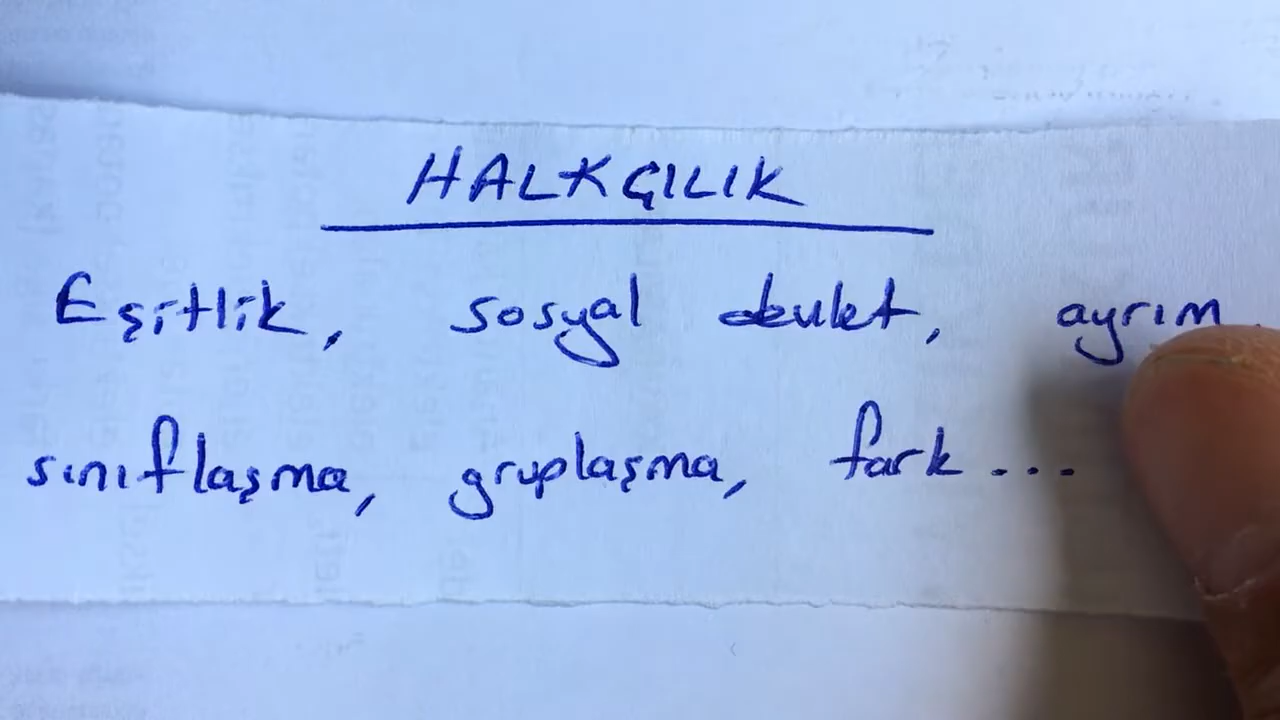 HALKÇILIK
Eşitlik, sosyal devlet, ayrım
sınıflaşma, gruplaşma, fark...